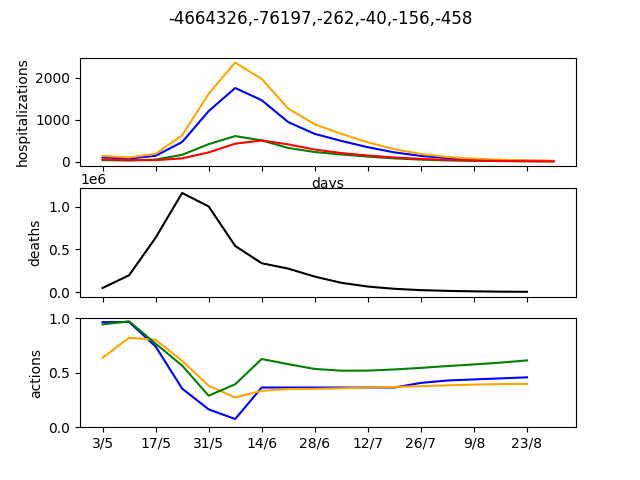 -4664326,-76197,-262,-40,-156,-458
hospitalizations
2000
1000
0
days
1e6
deaths
1.0
0.5
0.0
actions
1.0
0.5
0.0
3/5 17/5 31/5 14/6 28/6 12/7 26/7 9/8 23/8